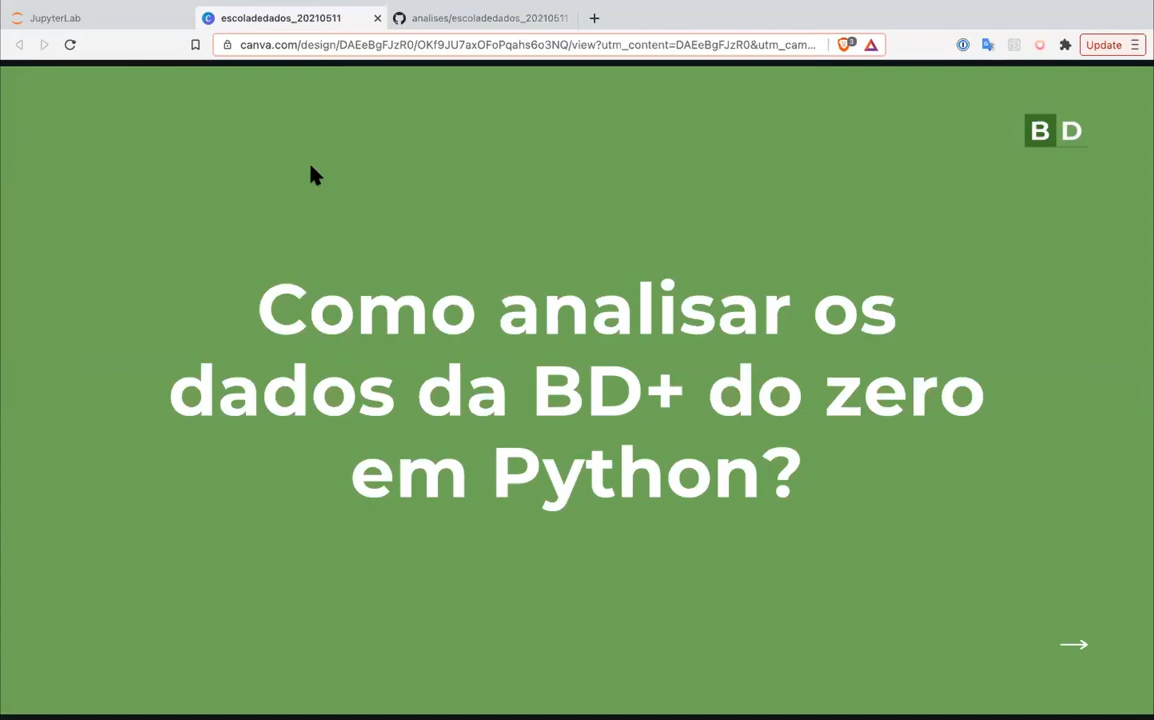 JupyterLab
escoladedados_20210511
analises/escoladedados_20210511
canva.com/design/DAEeBgFJzR0/OKf9JU7axOFoPqahs6o3NQ/view?utm_content=DAEeBgFJzR0&utm_cam...
3
Update
B D
Como analisar os
dados da BD+ do zero
em Python?